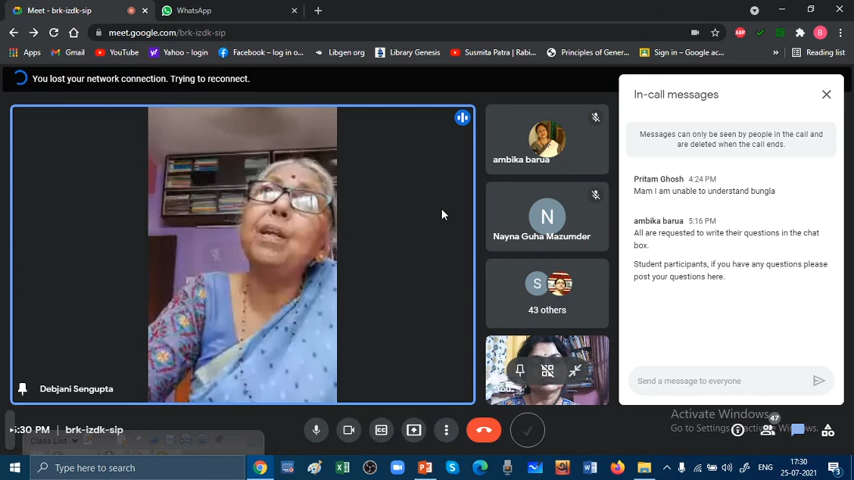 Meet - brk-izdk-sip
WhatsApp
meet.google.com/brk-izdk-sip
Apps
Gmail
YouTube
Yahoo - login
Facebook – log in o...
Libgen org
Library Genesis
Susmita Patra | Rabi...
Principles of Gener...
Sign in – Google ac...
»
Reading list
You lost your network connection. Trying to reconnect.
In-call messages
Messages can only be seen by people in the call and
are deleted when the call ends.
Pritam Ghosh 4:24 PM
Mam I am unable to understand bungla
ambika barua 5:16 PM
All are requested to write their questions in the chat
box.
Student participants, if you have any questions please
post your questions here.
Send a message to everyone
ambika barua
N
Nayna Guha Mazumder
S
43 others
Debjani Sengupta
5:30 PM | brk-izdk-sip
47
Activate Windows
Go to Settings
Class List
Type here to search
ENG
17:30
25-07-2021
3